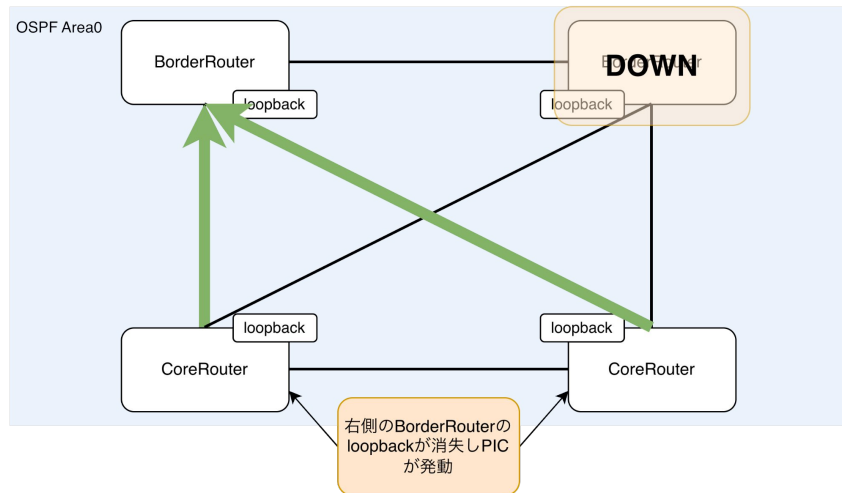 OSPF Area0
BorderRouter
BorderRouter
DOWN
loopback
loopback
loopback
loopback
CoreRouter
CoreRouter
右側のBorderRouterの
loopbackが消失しPIC
が発動